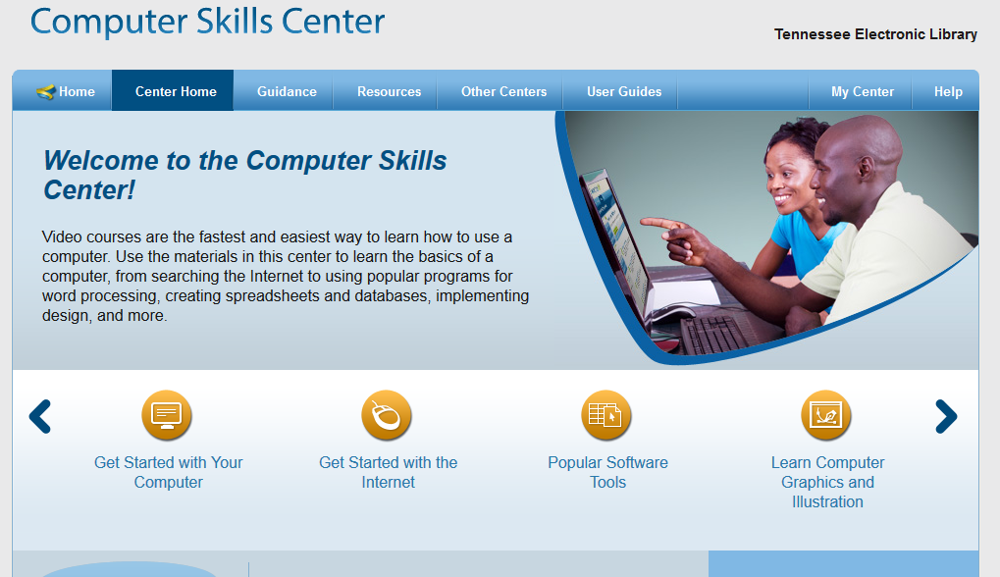 Computer Skills Center
Tennessee Electronic Library
Home Center Home Guidance Resources Other Centers User Guides My Center Help
Welcome to the Computer Skills
Center!
Video courses are the fastest and easiest way to learn how to use a
computer. Use the materials in this center to learn the basics of a
computer, from searching the Internet to using popular programs for
word processing, creating spreadsheets and databases, implementing
design, and more.
Get Started with Your
Computer
Get Started with the
Internet
Popular Software
Tools
Learn Computer
Graphics and
Illustration